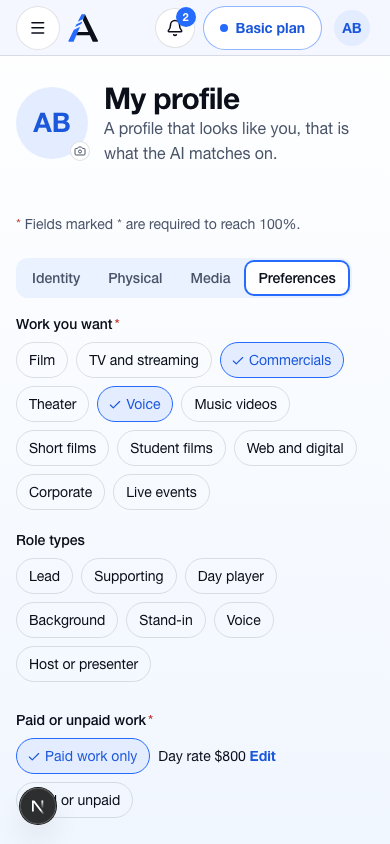 2
Basic plan
AB
AB
My profile
A profile that looks like you, that is
what the AI matches on.
* Fields marked * are required to reach 100%.
Identity Physical Media Preferences
Work you want *
Film TV and streaming Commercials
Theater Voice Music videos
Short films Student films Web and digital
Corporate Live events
Role types
Lead Supporting Day player
Background Stand-in Voice
Host or presenter
Paid or unpaid work *
Paid work only Day rate $800 Edit
N or unpaid